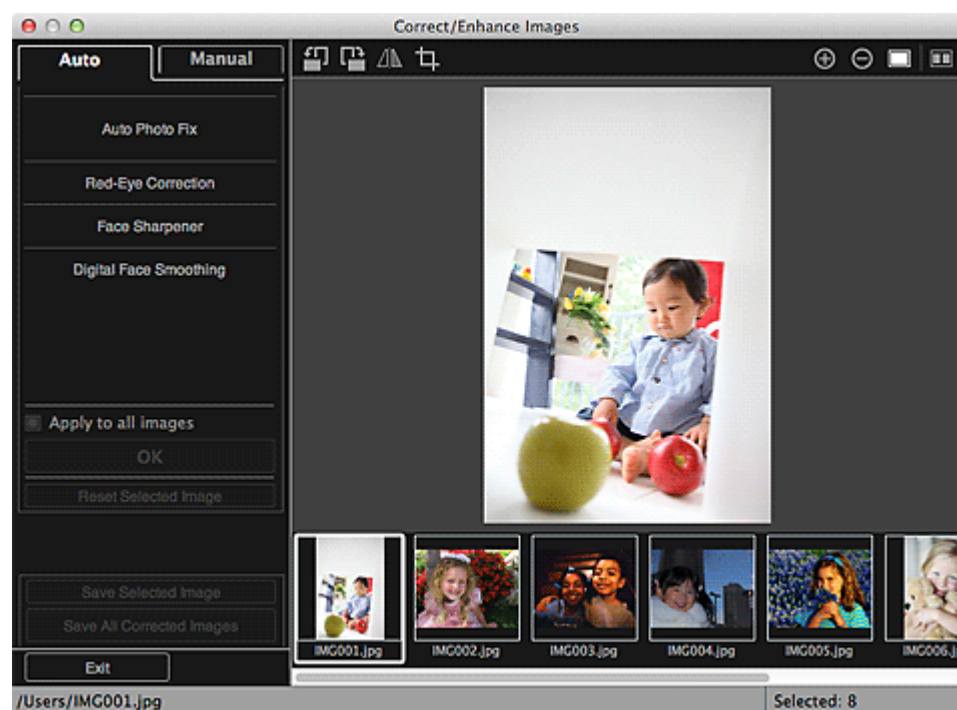 Correct/Enhance Images
Auto
Manual
Auto Photo Fix
Red-Eye Correction
Face Sharpener
Digital Face Smoothing
Apply to all images
OK
Reset Selected Image
Save Selected Image
Save All Corrected Images
Exit
IMG001.jpg
IMG002.jpg
IMG003.jpg
IMG004.jpg
IMG005.jpg
IMG006.j
/Users/IMG001.jpg
Selected: 8